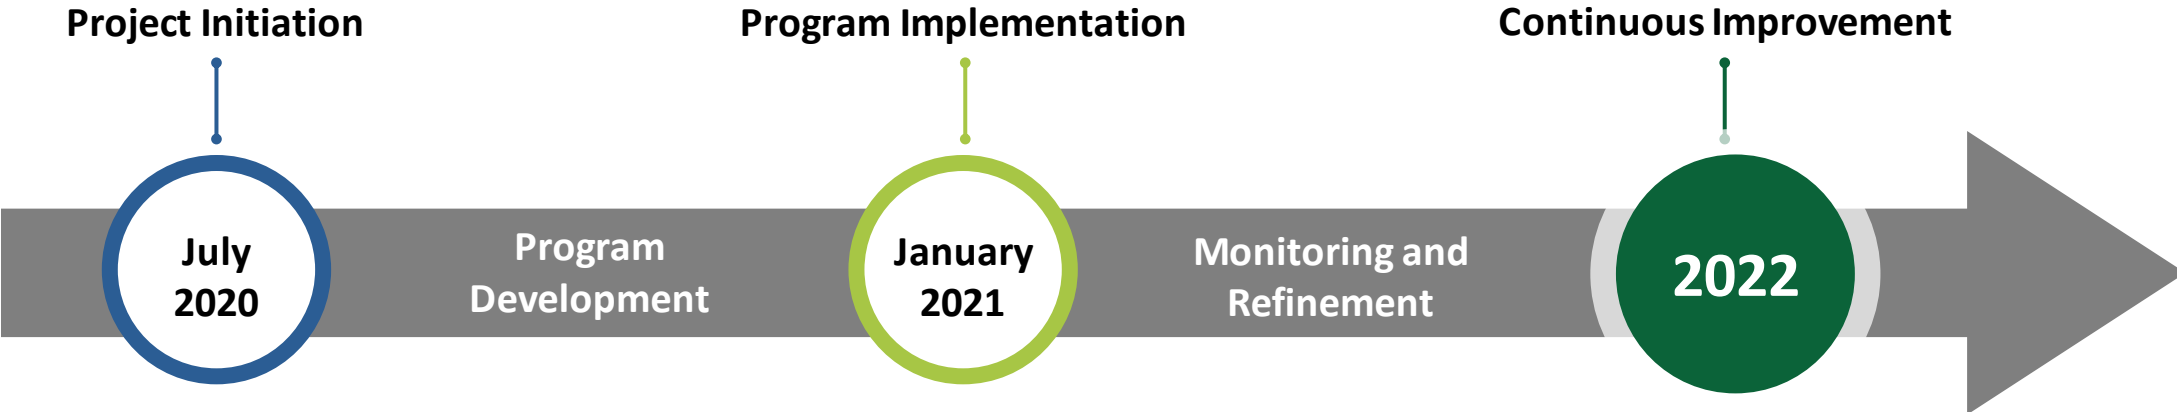 Project Initiation
Program Implementation
Continuous Improvement
July
2020
Program
Development
January
2021
Monitoring and
Refinement
2022